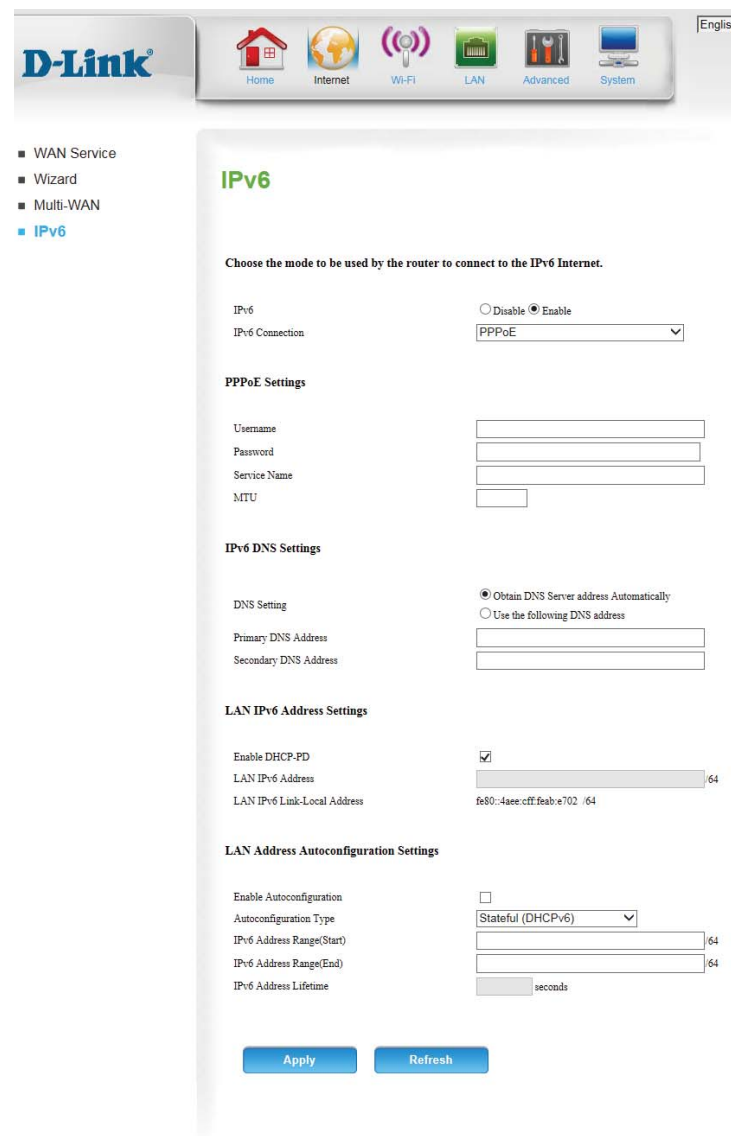 Englis
D-Link®
Home
Internet
Wi-Fi
LAN
Advanced
System
WAN Service
Wizard
Multi-WAN
IPv6
IPv6
Choose the mode to be used by the router to connect to the IPv6 Internet.
IPv6 Disable Enable
IPv6 Connection PPPoE
PPPoE Settings
Username
Password
Service Name
MTU
IPv6 DNS Settings
DNS Setting Obtain DNS Server address Automatically
Use the following DNS address
Primary DNS Address
Secondary DNS Address
LAN IPv6 Address Settings
Enable DHCP-PD
LAN IPv6 Address /64
LAN IPv6 Link-Local Address fe80::4aee:cff:feab:e702 /64
LAN Address Autoconfiguration Settings
Enable Autoconfiguration
Autoconfiguration Type Stateful (DHCPv6)
IPv6 Address Range(Start) /64
IPv6 Address Range(End) /64
IPv6 Address Lifetime seconds
Apply Refresh